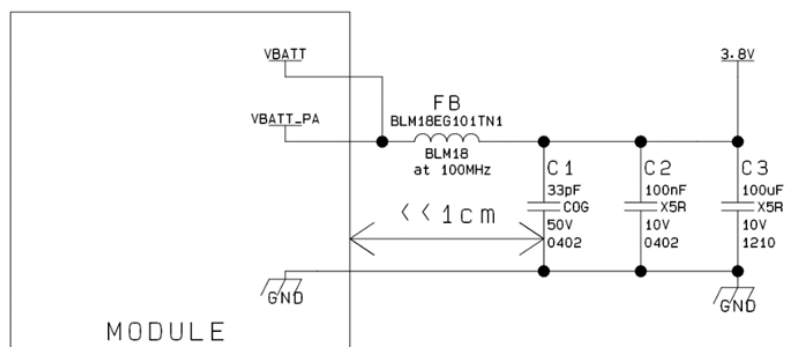 VBATT
3.8V
FB
VBATT_PA
BLM18EG101TN1
BLM18
at 100MHz
C1
33pF
COG
50V
0402
C2
100nF
X5R
10V
0402
C3
100uF
X5R
10V
1210
<<1cm
GND
GND
MODULE